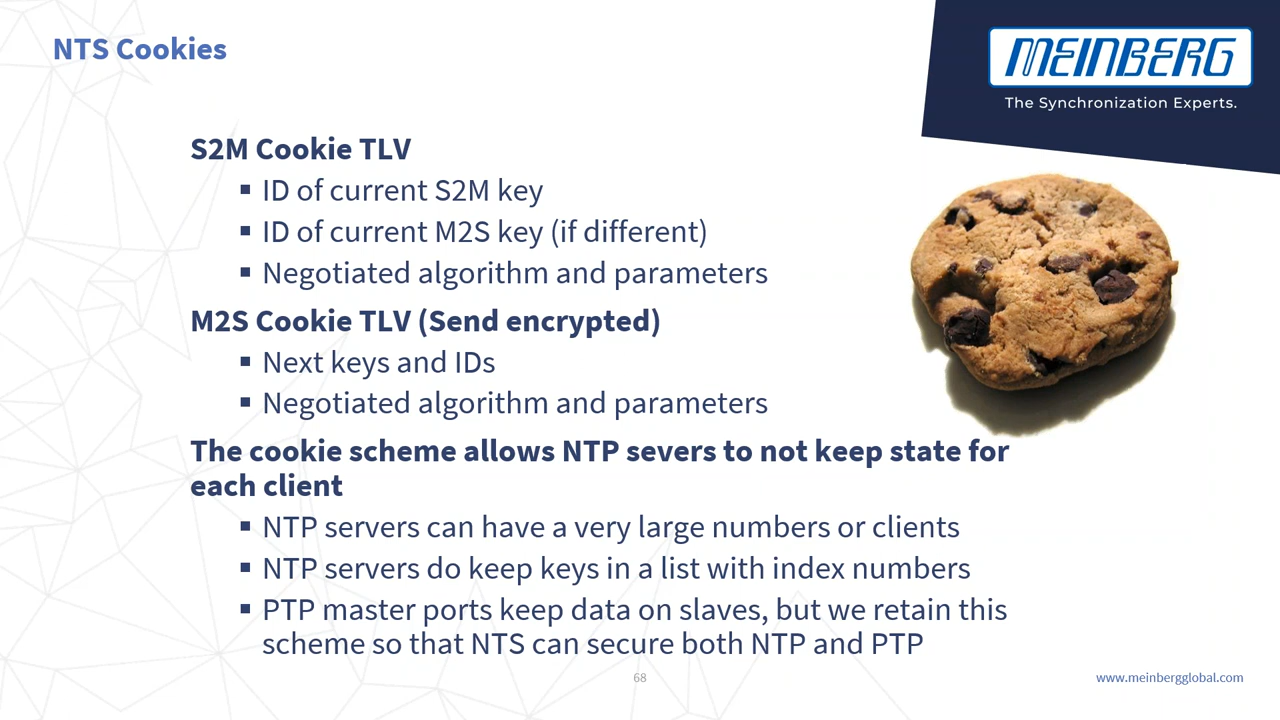 NTS Cookies
MEINBERG
The Synchronization Experts.
S2M Cookie TLV
▪ ID of current S2M key
▪ ID of current M2S key (if different)
▪ Negotiated algorithm and parameters
M2S Cookie TLV (Send encrypted)
▪ Next keys and IDs
▪ Negotiated algorithm and parameters
The cookie scheme allows NTP severs to not keep state for
each client
▪ NTP servers can have a very large numbers or clients
▪ NTP servers do keep keys in a list with index numbers
▪ PTP master ports keep data on slaves, but we retain this
scheme so that NTS can secure both NTP and PTP
68
www.meinbergglobal.com